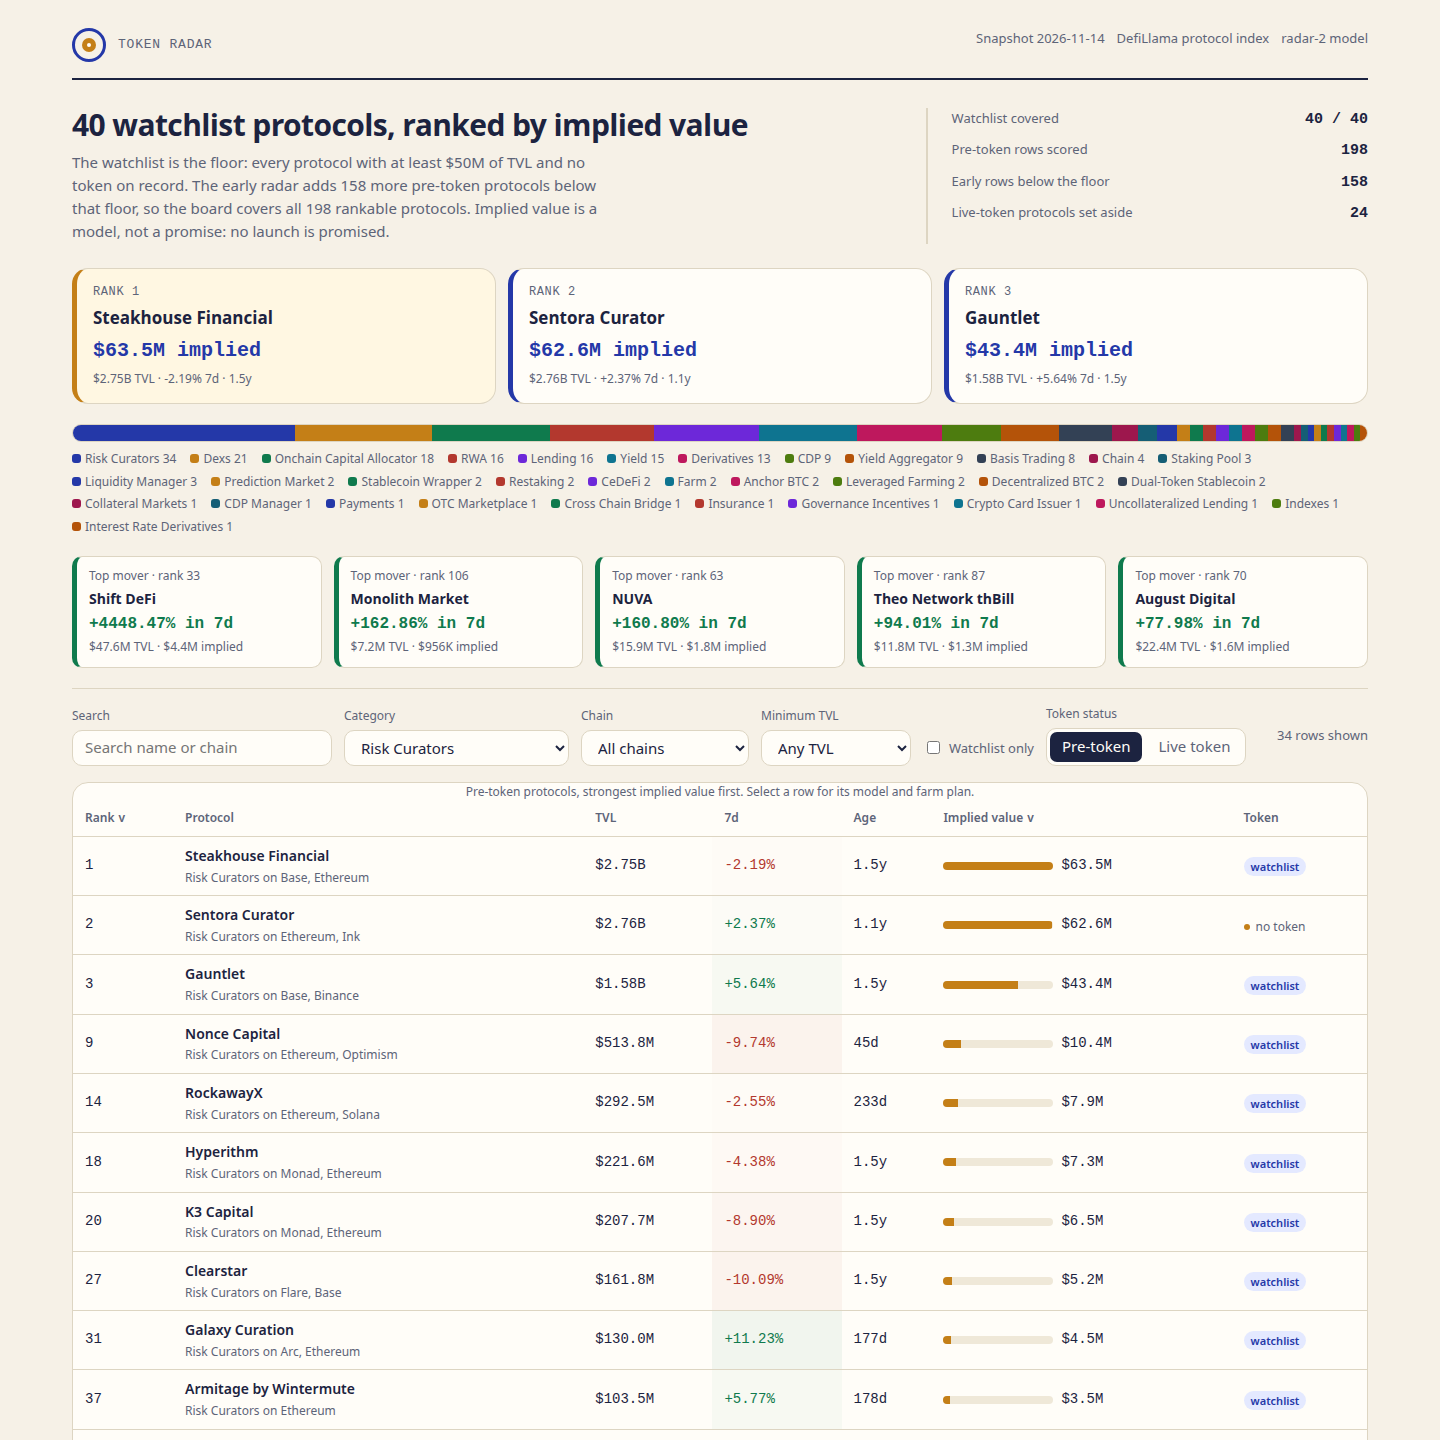 TOKEN RADAR
Snapshot 2026-11-14 DefiLlama protocol index radar-2 model
40 watchlist protocols, ranked by implied value
The watchlist is the floor: every protocol with at least $50M of TVL and no
token on record. The early radar adds 158 more pre-token protocols below
that floor, so the board covers all 198 rankable protocols. Implied value is a
model, not a promise: no launch is promised.
Watchlist covered 40 / 40
Pre-token rows scored 198
Early rows below the floor 158
Live-token protocols set aside 24
RANK 1
Steakhouse Financial
$63.5M implied
$2.75B TVL · -2.19% 7d · 1.5y
RANK 2
Sentora Curator
$62.6M implied
$2.76B TVL · +2.37% 7d · 1.1y
RANK 3
Gauntlet
$43.4M implied
$1.58B TVL · +5.64% 7d · 1.5y
Risk Curators 34 Dexs 21 Onchain Capital Allocator 18 RWA 16 Lending 16 Yield 15 Derivatives 13 CDP 9 Yield Aggregator 9 Basis Trading 8 Chain 4 Staking Pool 3
Liquidity Manager 3 Prediction Market 2 Stablecoin Wrapper 2 Restaking 2 CeDeFi 2 Farm 2 Anchor BTC 2 Leveraged Farming 2 Decentralized BTC 2 Dual-Token Stablecoin 2
Collateral Markets 1 CDP Manager 1 Payments 1 OTC Marketplace 1 Cross Chain Bridge 1 Insurance 1 Governance Incentives 1 Crypto Card Issuer 1 Uncollateralized Lending 1 Indexes 1
Interest Rate Derivatives 1
Top mover · rank 33
Shift DeFi
+4448.47% in 7d
$47.6M TVL · $4.4M implied
Top mover · rank 106
Monolith Market
+162.86% in 7d
$7.2M TVL · $956K implied
Top mover · rank 63
NUVA
+160.80% in 7d
$15.9M TVL · $1.8M implied
Top mover · rank 87
Theo Network thBill
+94.01% in 7d
$11.8M TVL · $1.3M implied
Top mover · rank 70
August Digital
+77.98% in 7d
$22.4M TVL · $1.6M implied
Search
Search name or chain
Category
Risk Curators
Chain
All chains
Minimum TVL
Any TVL
Watchlist only
Token status
Pre-token Live token
34 rows shown
Pre-token protocols, strongest implied value first. Select a row for its model and farm plan.
Rank v Protocol TVL 7d Age Implied value v Token
1 Steakhouse Financial $2.75B -2.19% 1.5y $63.5M watchlist
Risk Curators on Base, Ethereum
2 Sentora Curator $2.76B +2.37% 1.1y $62.6M no token
Risk Curators on Ethereum, Ink
3 Gauntlet $1.58B +5.64% 1.5y $43.4M watchlist
Risk Curators on Base, Binance
9 Nonce Capital $513.8M -9.74% 45d $10.4M watchlist
Risk Curators on Ethereum, Optimism
14 RockawayX $292.5M -2.55% 233d $7.9M watchlist
Risk Curators on Ethereum, Solana
18 Hyperithm $221.6M -4.38% 1.5y $7.3M watchlist
Risk Curators on Monad, Ethereum
20 K3 Capital $207.7M -8.90% 1.5y $6.5M watchlist
Risk Curators on Monad, Ethereum
27 Clearstar $161.8M -10.09% 1.5y $5.2M watchlist
Risk Curators on Flare, Base
31 Galaxy Curation $130.0M +11.23% 177d $4.5M watchlist
Risk Curators on Arc, Ethereum
37 Armitage by Wintermute $103.5M +5.77% 178d $3.5M watchlist
Risk Curators on Ethereum